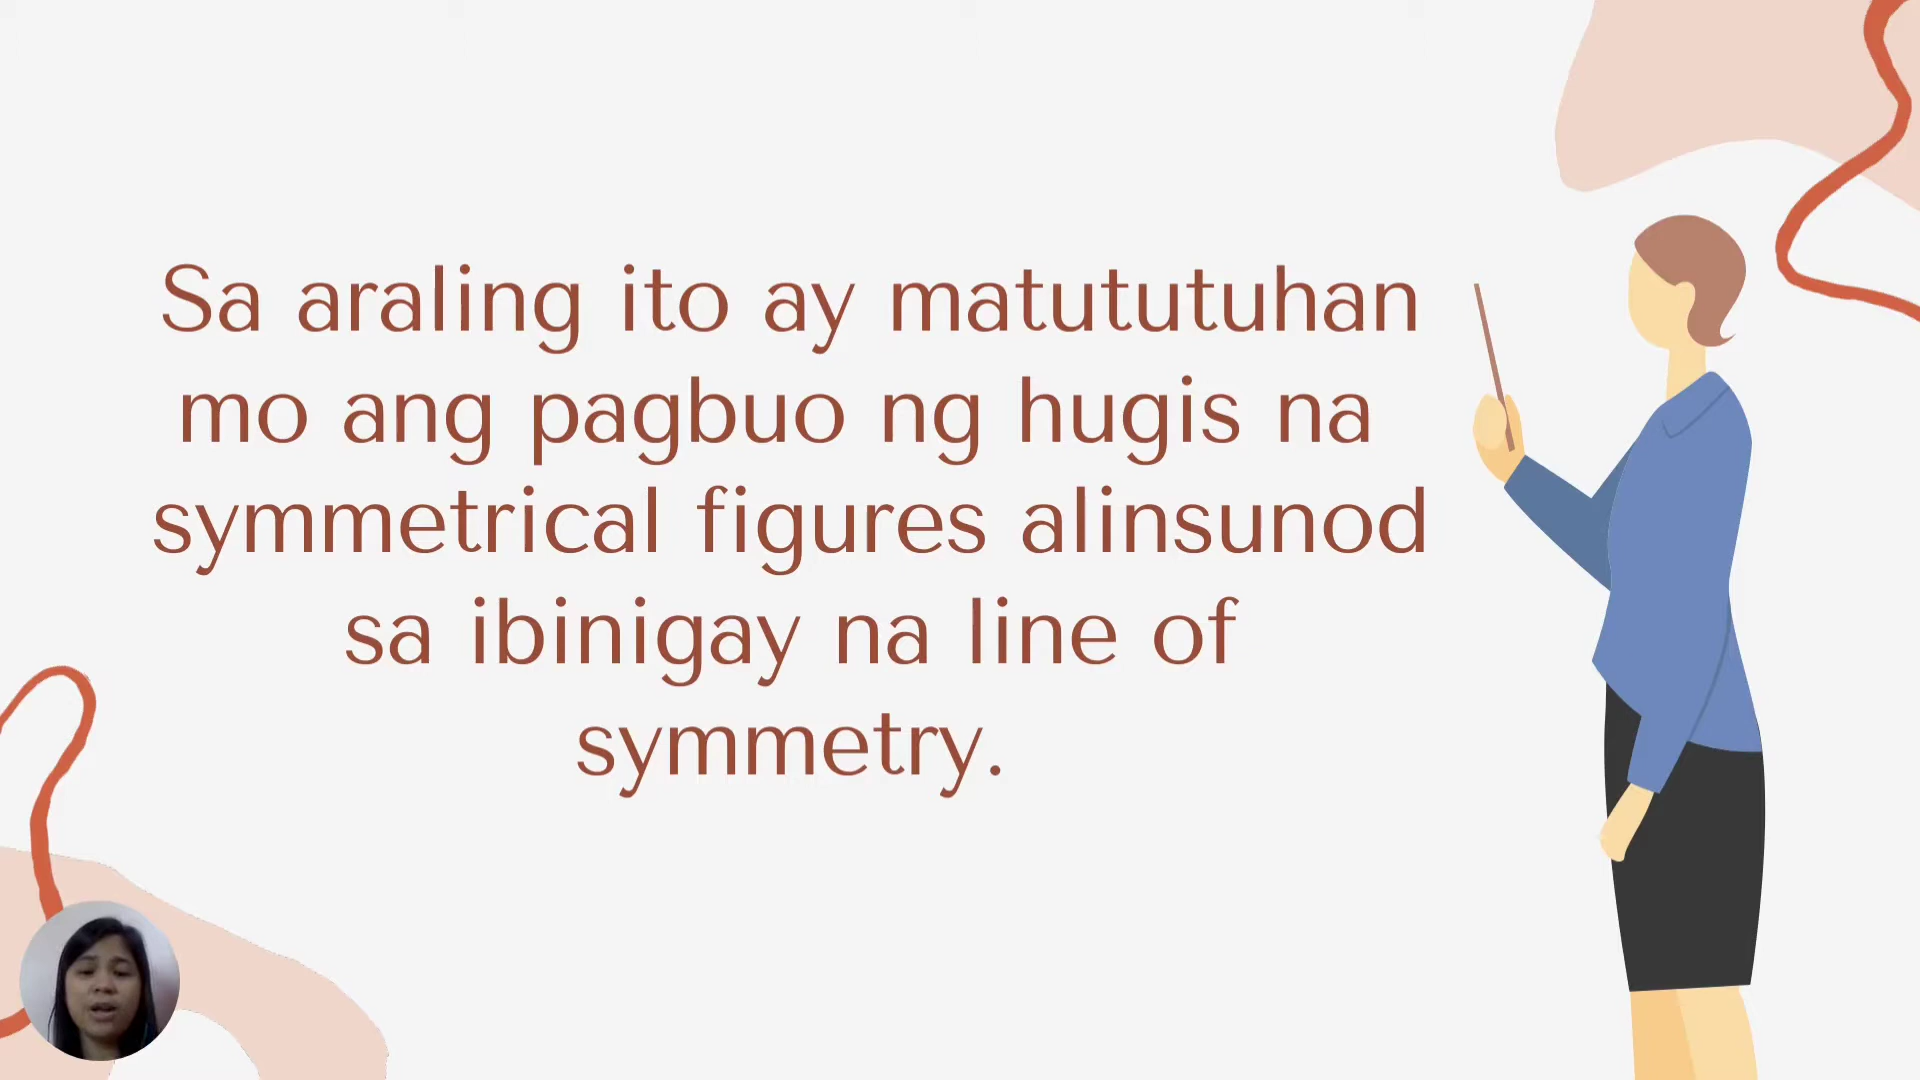 Sa araling ito ay matututuhan
mo ang pagbuo ng hugis na
symmetrical figures alinsunod
sa ibinigay na line of
symmetry.